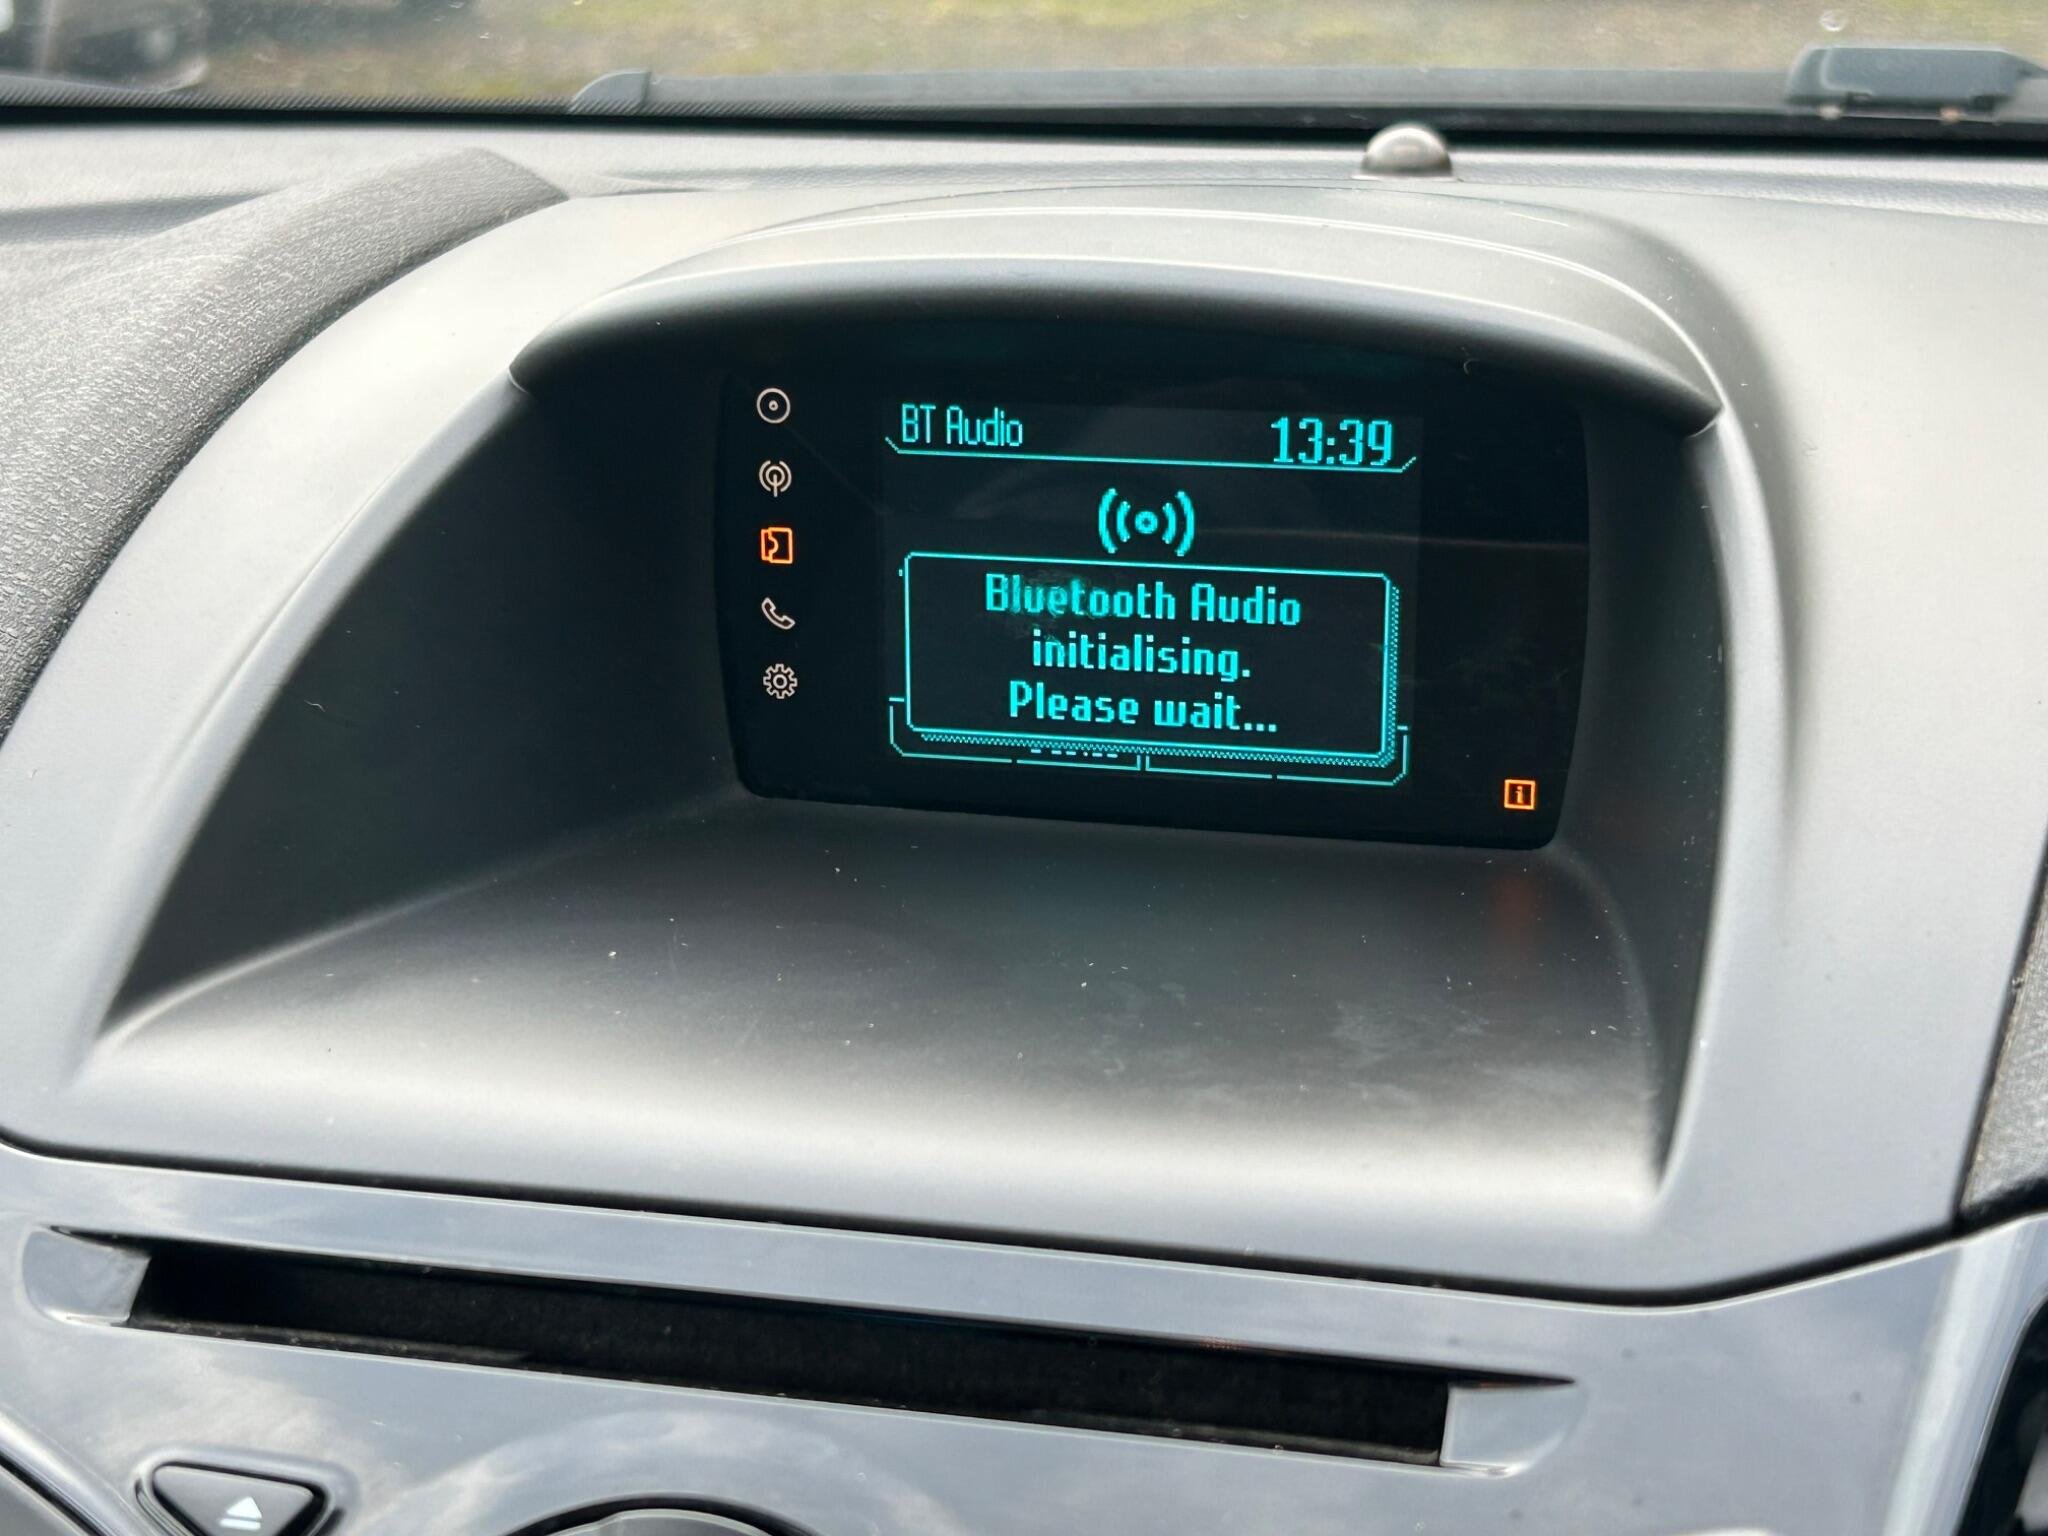 BT Audio 13:39
Bluetooth Audio
initialising.
Please wait...
i